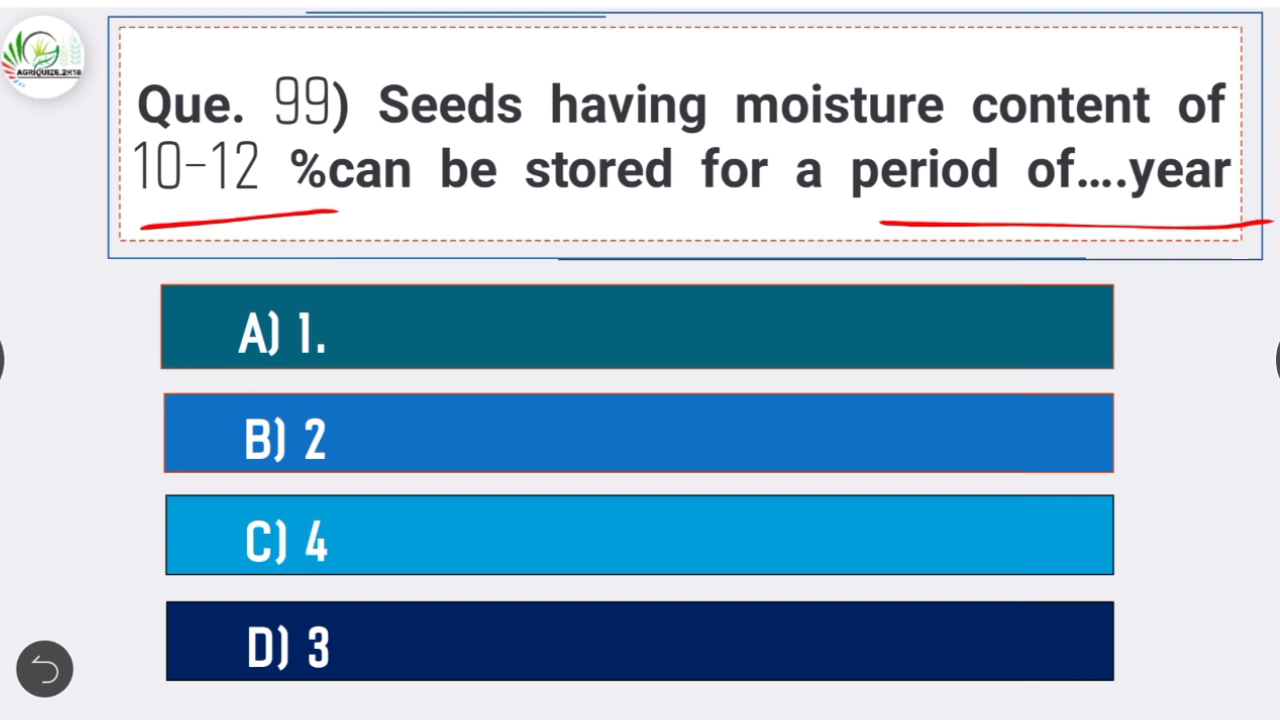 AGRIQUIZE.2K18
Que. 99) Seeds having moisture content of
10-12 %can be stored for a period of....year
A) 1.
B) 2
C) 4
D) 3